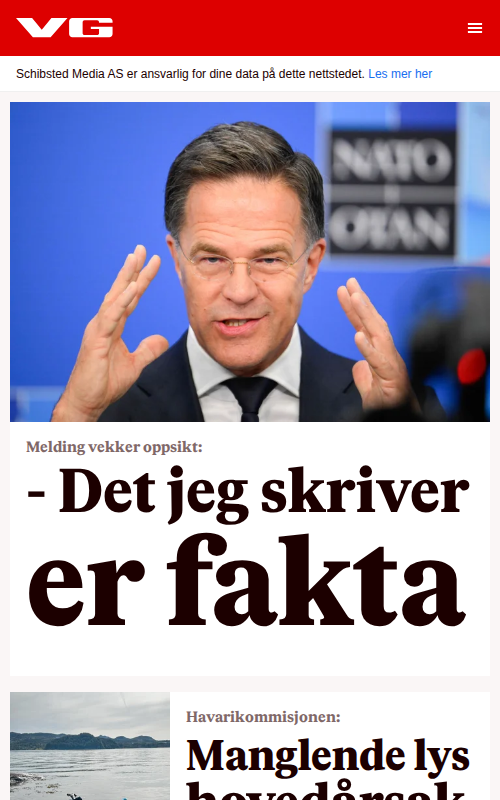 VG
Schibsted Media AS er ansvarlig for dine data på dette nettstedet. Les mer her
NATO
OTAN
Melding vekker oppsikt:
- Det jeg skriver
er fakta
Havarikommisjonen:
Manglende lys
hovedårsak